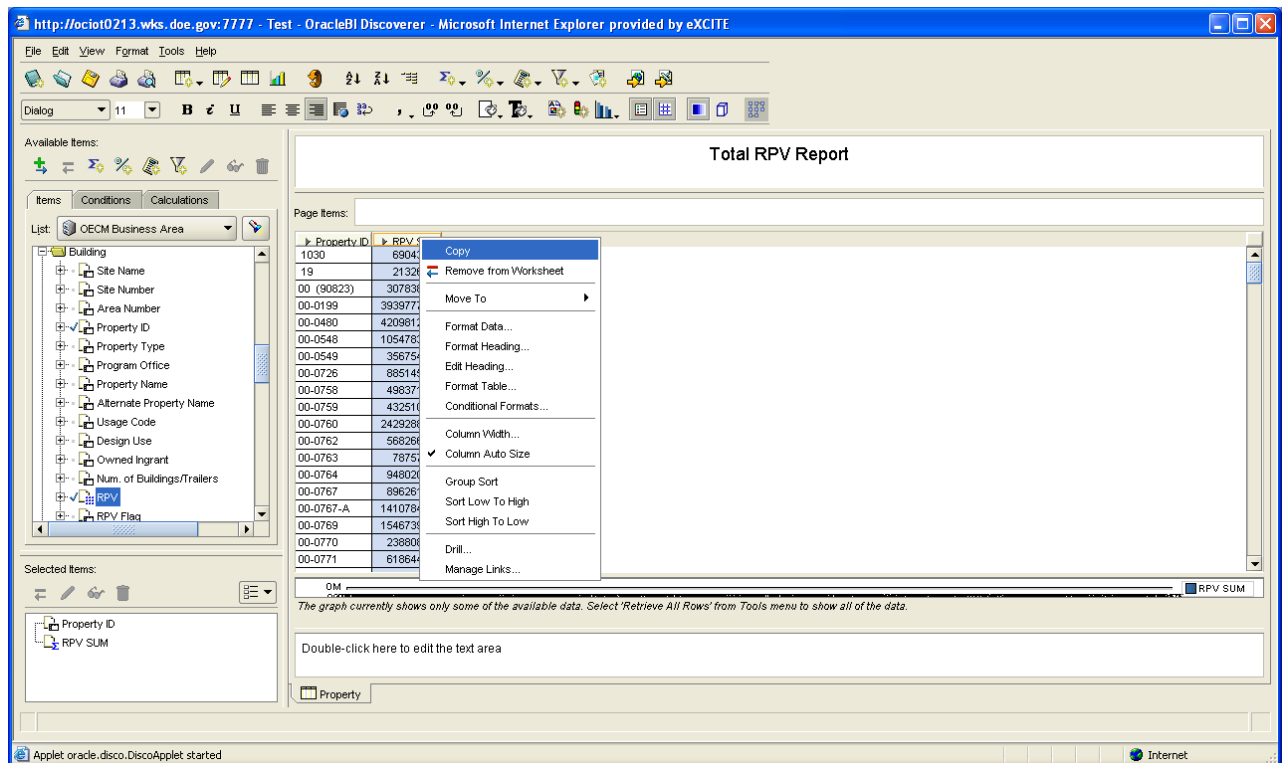 http://ociot0213.wks.doe.gov:7777 - Test - OracleBI Discoverer - Microsoft Internet Explorer provided by eXCITE
File Edit View Format Tools Help
Dialog 11 B i U
Available Items:
Items Conditions Calculations
List: OECM Business Area
Building
Site Name
Site Number
Area Number
Property ID
Property Type
Program Office
Property Name
Alternate Property Name
Usage Code
Design Use
Owned Ingrant
Num. of Buildings/Trailers
RPV
RPV Flag
Selected Items:
Property ID
RPV SUM
Total RPV Report
Page Items:
Property ID RPV
1030
19
00 (90823)
00-0199
00-0480
00-0548
00-0549
00-0726
00-0758
00-0759
00-0760
00-0762
00-0763
00-0764
00-0767
00-0767-A
00-0769
00-0770
00-0771
Copy
Remove from Worksheet
Move To
Format Data...
Format Heading...
Edit Heading...
Format Table...
Conditional Formats...
Column Width...
Column Auto Size
Group Sort
Sort Low To High
Sort High To Low
Drill...
Manage Links...
0M
RPV SUM
The graph currently shows only some of the available data. Select 'Retrieve All Rows' from Tools menu to show all of the data.
Double-click here to edit the text area
Property
Applet oracle.disco.DiscoApplet started
Internet